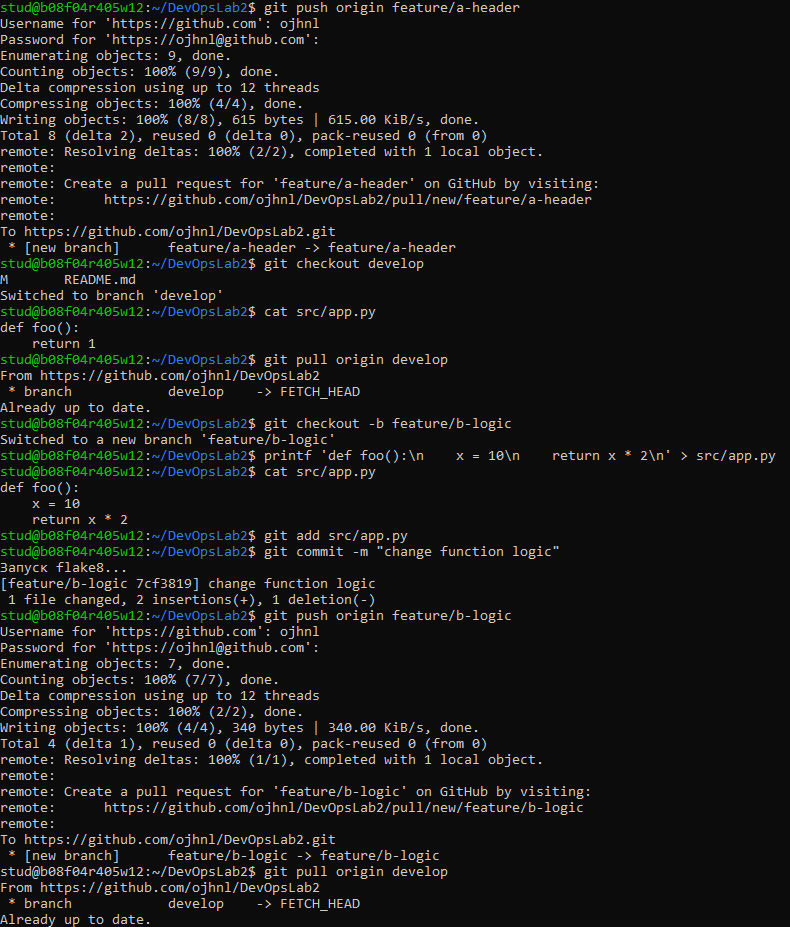 stud@b08f04r405w12:~/DevOpsLab2$ git push origin feature/a-header
Username for 'https://github.com': ojhnl
Password for 'https://ojhnl@github.com':
Enumerating objects: 9, done.
Counting objects: 100% (9/9), done.
Delta compression using up to 12 threads
Compressing objects: 100% (4/4), done.
Writing objects: 100% (8/8), 615 bytes | 615.00 KiB/s, done.
Total 8 (delta 2), reused 0 (delta 0), pack-reused 0 (from 0)
remote: Resolving deltas: 100% (2/2), completed with 1 local object.
remote:
remote: Create a pull request for 'feature/a-header' on GitHub by visiting:
remote:      https://github.com/ojhnl/DevOpsLab2/pull/new/feature/a-header
remote:
To https://github.com/ojhnl/DevOpsLab2.git
 * [new branch]      feature/a-header -> feature/a-header
stud@b08f04r405w12:~/DevOpsLab2$ git checkout develop
M       README.md
Switched to branch 'develop'
stud@b08f04r405w12:~/DevOpsLab2$ cat src/app.py
def foo():
    return 1
stud@b08f04r405w12:~/DevOpsLab2$ git pull origin develop
From https://github.com/ojhnl/DevOpsLab2
 * branch            develop    -> FETCH_HEAD
Already up to date.
stud@b08f04r405w12:~/DevOpsLab2$ git checkout -b feature/b-logic
Switched to a new branch 'feature/b-logic'
stud@b08f04r405w12:~/DevOpsLab2$ printf 'def foo():\n    x = 10\n    return x * 2\n' > src/app.py
stud@b08f04r405w12:~/DevOpsLab2$ cat src/app.py
def foo():
    x = 10
    return x * 2
stud@b08f04r405w12:~/DevOpsLab2$ git add src/app.py
stud@b08f04r405w12:~/DevOpsLab2$ git commit -m "change function logic"
Запуск flake8...
[feature/b-logic 7cf3819] change function logic
 1 file changed, 2 insertions(+), 1 deletion(-)
stud@b08f04r405w12:~/DevOpsLab2$ git push origin feature/b-logic
Username for 'https://github.com': ojhnl
Password for 'https://ojhnl@github.com':
Enumerating objects: 7, done.
Counting objects: 100% (7/7), done.
Delta compression using up to 12 threads
Compressing objects: 100% (2/2), done.
Writing objects: 100% (4/4), 340 bytes | 340.00 KiB/s, done.
Total 4 (delta 1), reused 0 (delta 0), pack-reused 0 (from 0)
remote: Resolving deltas: 100% (1/1), completed with 1 local object.
remote:
remote: Create a pull request for 'feature/b-logic' on GitHub by visiting:
remote:      https://github.com/ojhnl/DevOpsLab2/pull/new/feature/b-logic
remote:
To https://github.com/ojhnl/DevOpsLab2.git
 * [new branch]      feature/b-logic -> feature/b-logic
stud@b08f04r405w12:~/DevOpsLab2$ git pull origin develop
From https://github.com/ojhnl/DevOpsLab2
 * branch            develop    -> FETCH_HEAD
Already up to date.